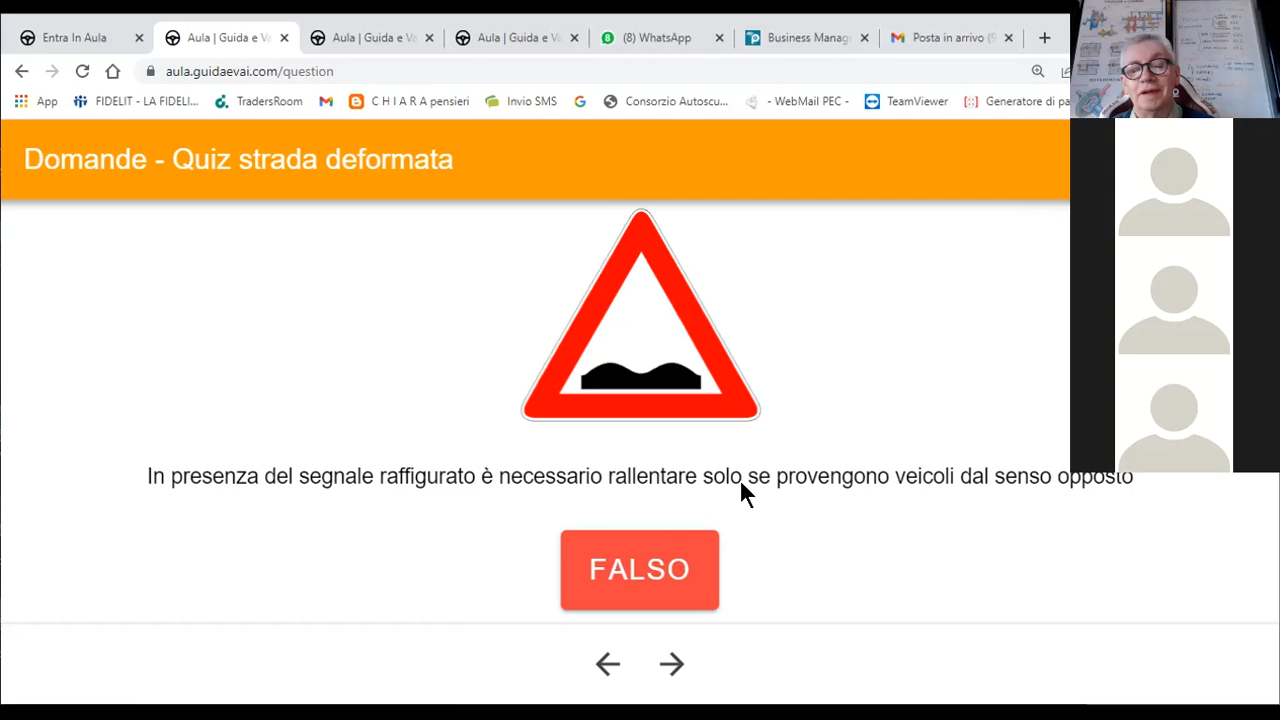 Entra In Aula
Aula | Guida e Va
Aula | Guida e Va
Aula | Guida e Va
8 (8) WhatsApp
Business Manag
Posta in arrivo (9
aula.guidaevai.com/question
App
FIDELIT - LA FIDELI...
TradersRoom
C H I A R A pensieri
Invio SMS
Consorzio Autoscu...
- WebMail PEC -
TeamViewer
Generatore di pa
Domande - Quiz strada deformata
In presenza del segnale raffigurato è necessario rallentare solo se provengono veicoli dal senso opposto
FALSO